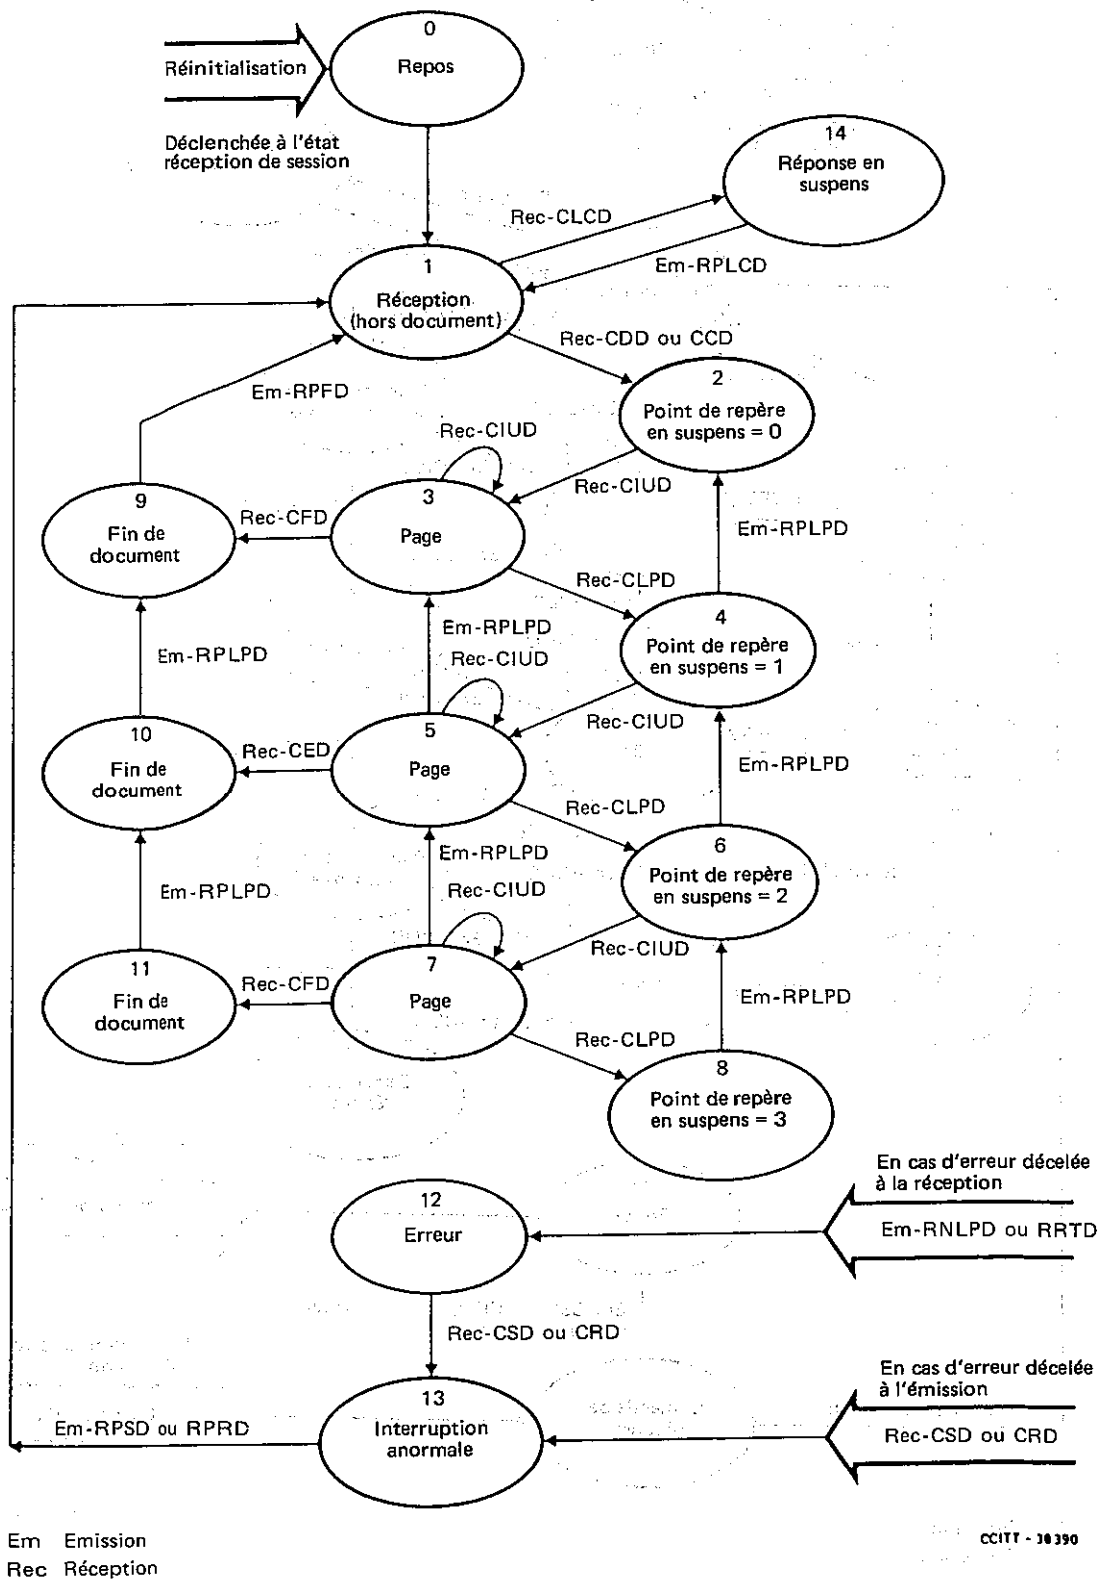 0
Repos
Réinitialisation
Déclenchée à l'état
réception de session
14
Réponse en
suspens
Rec-CLCD
Em-RPLCD
1
Réception
(hors document)
Rec-CDD ou CCD
2
Point de repère
en suspens = 0
Em-RPFD
Rec-CIUD
Rec-CIUD
9
Fin de
document
Rec-CFD
3
Page
Em-RPLPD
Rec-CLPD
4
Point de repère
en suspens = 1
Em-RPLPD
Em-RPLPD
Rec-CIUD
Rec-CIUD
10
Fin de
document
Rec-CED
5
Page
Em-RPLPD
Rec-CLPD
6
Point de repère
en suspens = 2
Em-RPLPD
Em-RPLPD
Rec-CIUD
Rec-CIUD
11
Fin de
document
Rec-CFD
7
Page
Em-RPLPD
Rec-CLPD
8
Point de repère
en suspens = 3
En cas d'erreur décelée
à la réception
12
Erreur
Em-RNLPD ou RRTD
Rec-CSD ou CRD
En cas d'erreur décelée
à l'émission
13
Interruption
anormale
Em-RPSD ou RPRD
Rec-CSD ou CRD
Em Emission
Rec Réception
CCITT - 38390